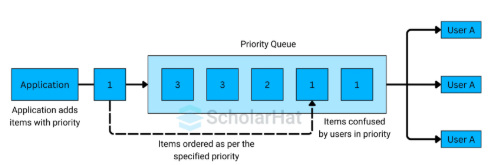 Priority Queue
User A
Application
1
3
3
2
1
1
User A
ScholarHat
Application adds
items with priority
Items confused
by users in priority
User A
Items ordered as per the
specified priority